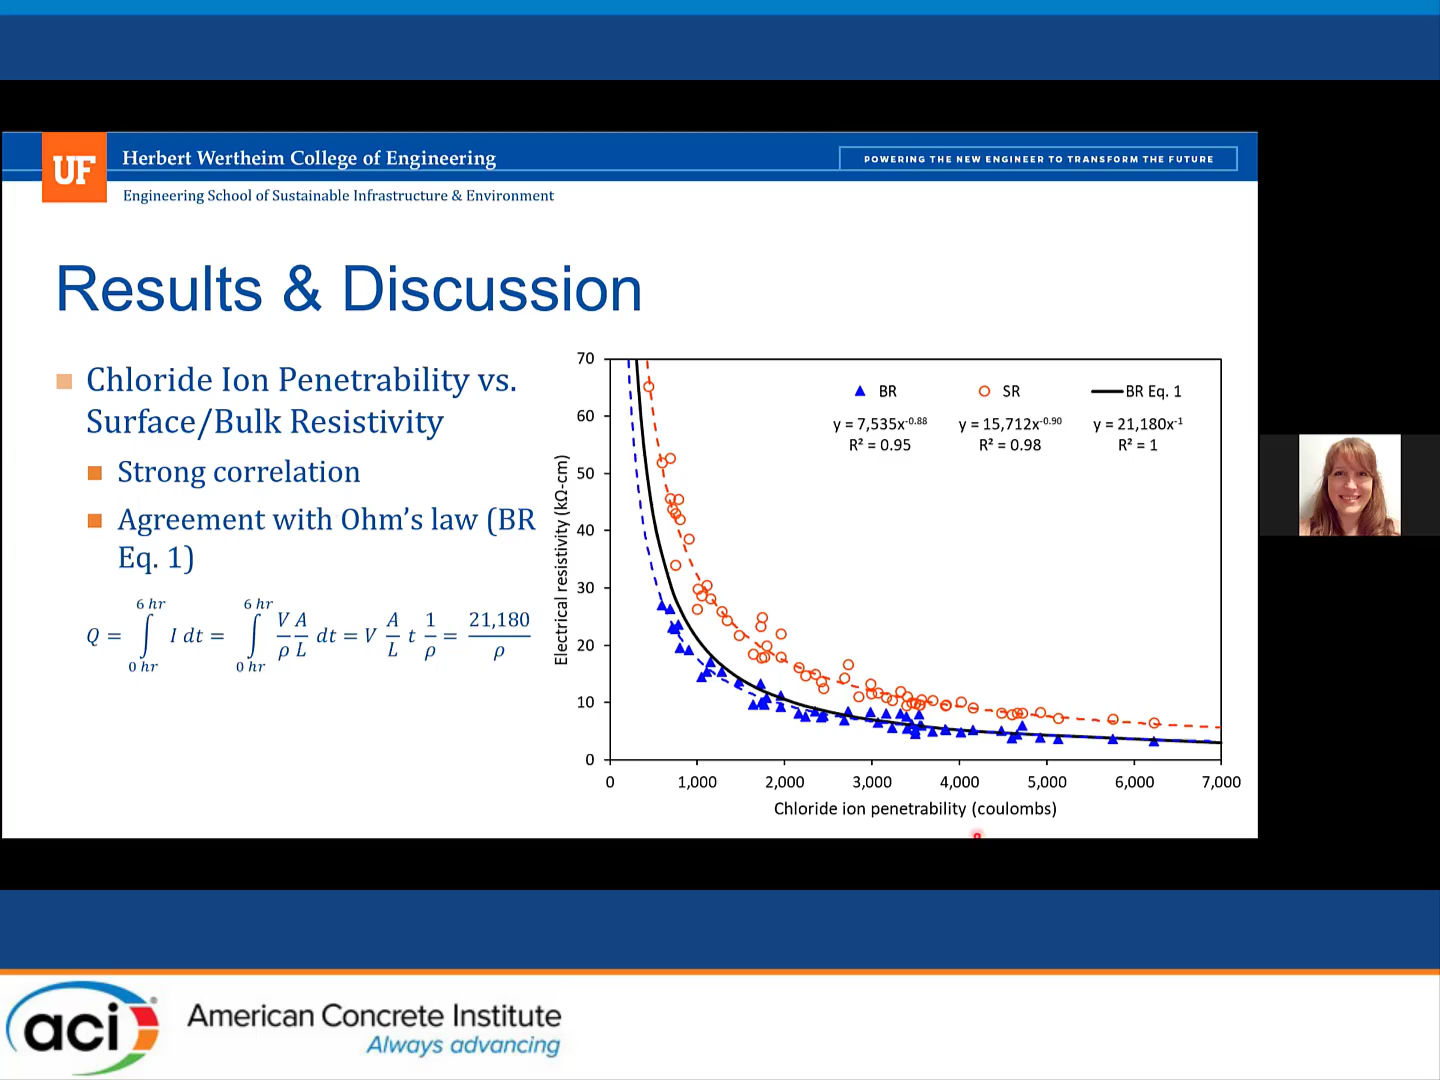 UF
Herbert Wertheim College of Engineering
POWERING THE NEW ENGINEER TO TRANSFORM THE FUTURE
Engineering School of Sustainable Infrastructure & Environment
Results & Discussion
Chloride Ion Penetrability vs.
Surface/Bulk Resistivity
Strong correlation
Agreement with Ohm's law (BR
Eq. 1)
Q = ∫_{0 hr}^{6 hr} I dt = ∫_{0 hr}^{6 hr} V/ρ A/L dt = V A/L t 1/ρ = 21,180/ρ
Electrical resistivity (kΩ-cm)
70
60
50
40
30
20
10
0
BR SR BR Eq. 1
y = 7,535x^-0.88 y = 15,712x^-0.90 y = 21,180x^-1
R² = 0.95 R² = 0.98 R² = 1
0 1,000 2,000 3,000 4,000 5,000 6,000 7,000
Chloride ion penetrability (coulombs)
aci
American Concrete Institute
Always advancing